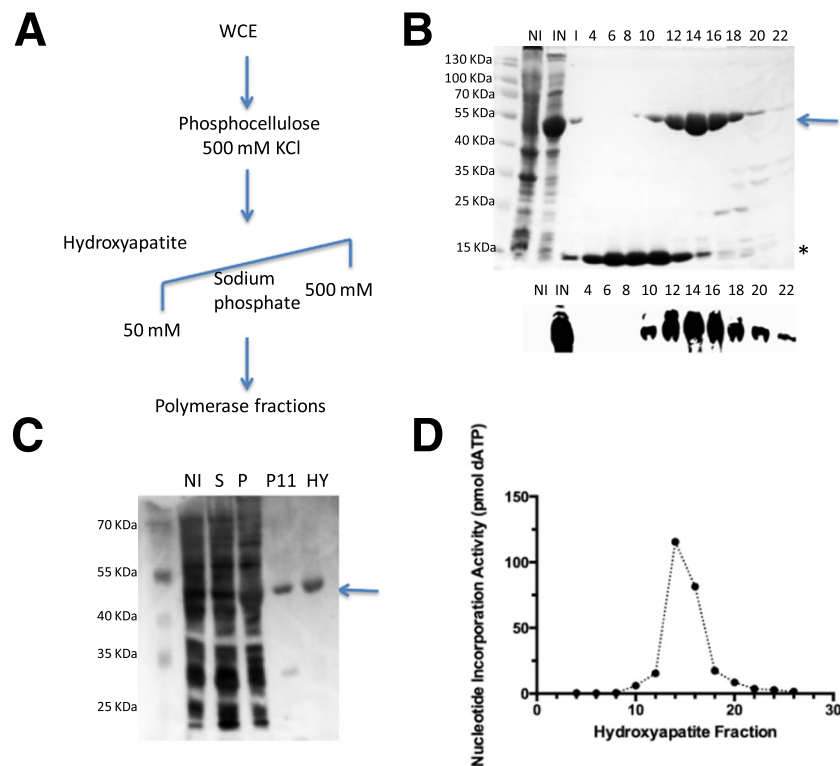 A
WCE
Phosphocellulose
500 mM KCl
Hydroxyapatite
Sodium
phosphate
500 mM
50 mM
Polymerase fractions
B
NI IN I 4 6 8 10 12 14 16 18 20 22
130 KDa
100 KDa
70 KDa
55 KDa
40 KDa
35 KDa
25 KDa
15 KDa
*
NI IN 4 6 8 10 12 14 16 18 20 22
C
NI S P P11 HY
70 KDa
55 KDa
40 KDa
35 KDa
25 KDa
D
Nucleotide Incorporation Activity (pmol dATP)
150
100
50
0
0 10 20 30
Hydroxyapatite Fraction